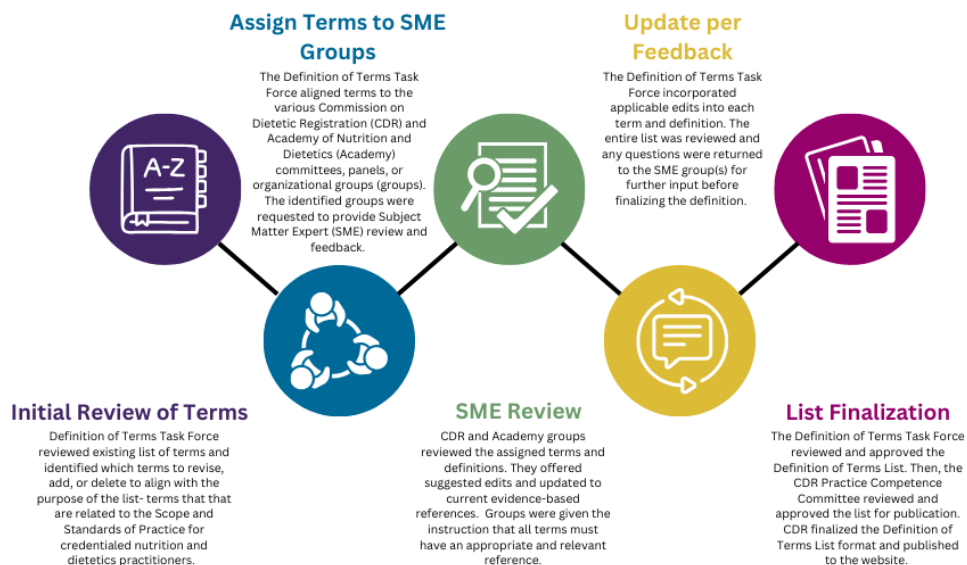 Initial Review of Terms
Definition of Terms Task Force
reviewed existing list of terms and
identified which terms to revise,
add, or delete to align with the
purpose of the list- terms that that
are related to the Scope and
Standards of Practice for
credentialed nutrition and
dietetics practitioners.
A-Z
Assign Terms to SME
Groups
The Definition of Terms Task
Force aligned terms to the
various Commission on
Dietetic Registration (CDR) and
Academy of Nutrition and
Dietetics (Academy)
committees, panels, or
organizational groups (groups).
The identified groups were
requested to provide Subject
Matter Expert (SME) review and
feedback.
SME Review
CDR and Academy groups
reviewed the assigned terms and
definitions. They offered
suggested edits and updated to
current evidence-based
references. Groups were given the
instruction that all terms must
have an appropriate and relevant
reference.
Update per
Feedback
The Definition of Terms Task
Force incorporated
applicable edits into each
term and definition. The
entire list was reviewed and
any questions were returned
to the SME group(s) for
further input before
finalizing the definition.
List Finalization
The Definition of Terms Task Force
reviewed and approved the
Definition of Terms List. Then, the
CDR Practice Competence
Committee reviewed and
approved the list for publication.
CDR finalized the Definition of
Terms List format and published
to the website.